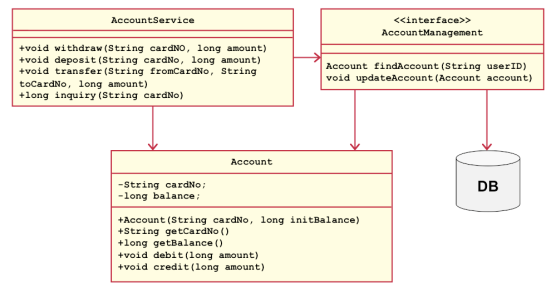 AccountService
+void withdraw(String cardNO, long amount)
+void deposit(String cardNo, long amount)
+void transfer(String fromCardNo, String
toCardNo, long amount)
+long inquiry(String cardNo)
<<interface>>
AccountManagement
Account findAccount(String userID)
void updateAccount(Account account)
Account
-String cardNo;
-long balance;
+Account(String cardNo, long initBalance)
+String getCardNo()
+long getBalance()
+void debit(long amount)
+void credit(long amount)
DB